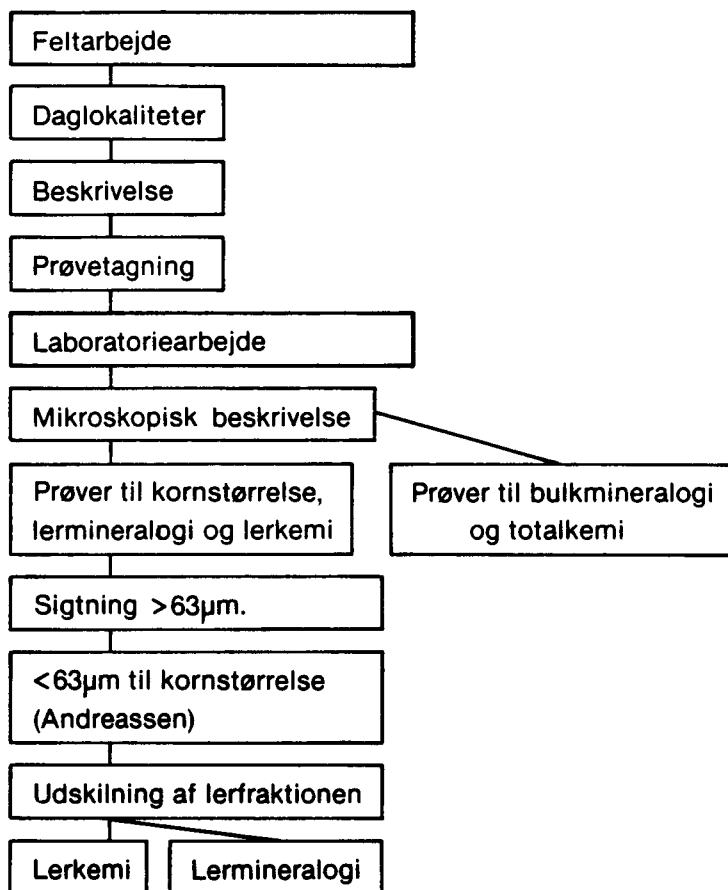 Feltarbejde
Daglokaliteter
Beskrivelse
Prøvetagning
Laboratoriearbejde
Mikroskopisk beskrivelse
Prøver til kornstørrelse,
lermineralogi og lerkemi
Prøver til bulkmineralogi
og totalkemi
Sigtning >63µm.
<63µm til kornstørrelse
(Andreassen)
Udskilning af lerfraktionen
Lerkemi
Lermineralogi